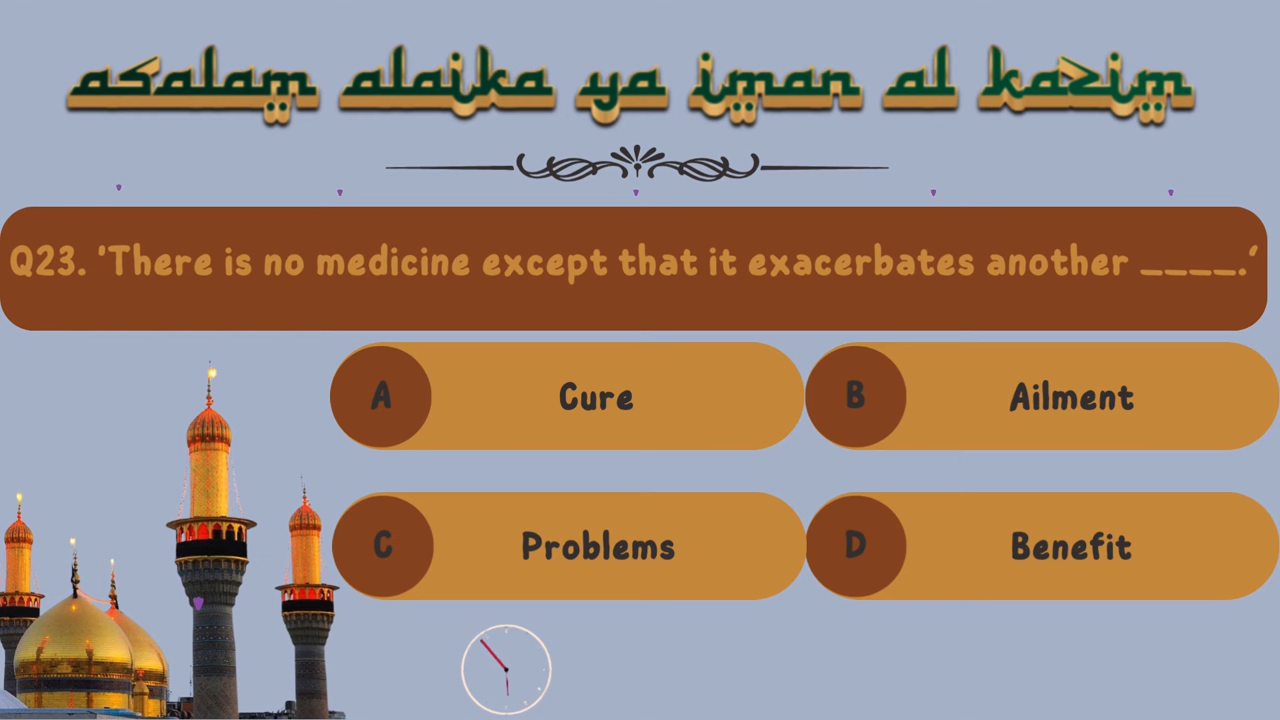 asalam alaika ya iman al kazim
Q23. 'There is no medicine except that it exacerbates another ____.'
A Cure
B Ailment
C Problems
D Benefit